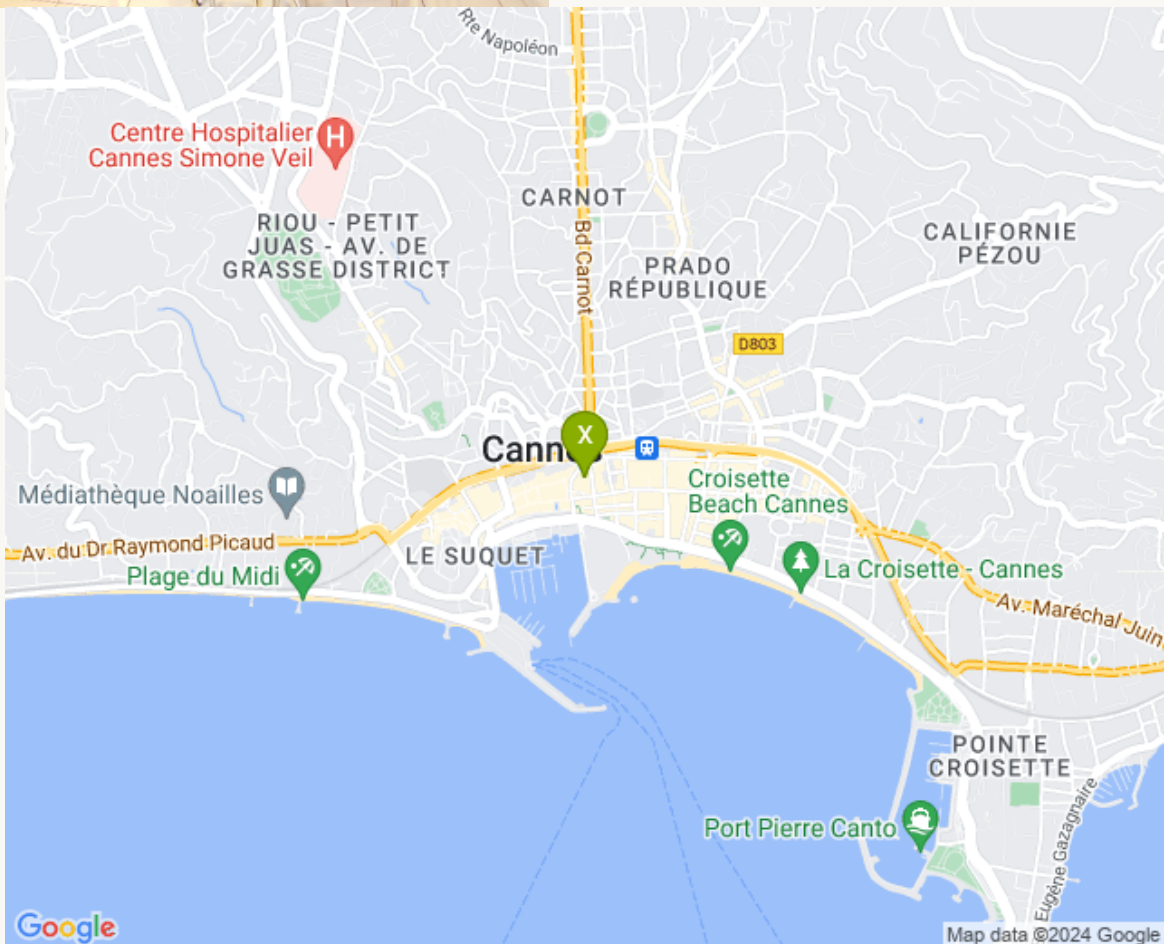 Rte Napoléon
Centre Hospitalier
Cannes Simone Veil
H
CARNOT
RIOU - PETIT
JUAS - AV. DE
GRASSE DISTRICT
Bd Carnot
CALIFORNIE
PÉZOU
PRADO
RÉPUBLIQUE
D803
X
Cannes
Croisette
Beach Cannes
Médiathèque Noailles
Av. du Dr Raymond Picaud
LE SUQUET
Plage du Midi
La Croisette - Cannes
Av. Maréchal Juin
POINTE
CROISETTE
Port Pierre Canto
Eugène Gazagnaire
Google
Map data ©2024 Google